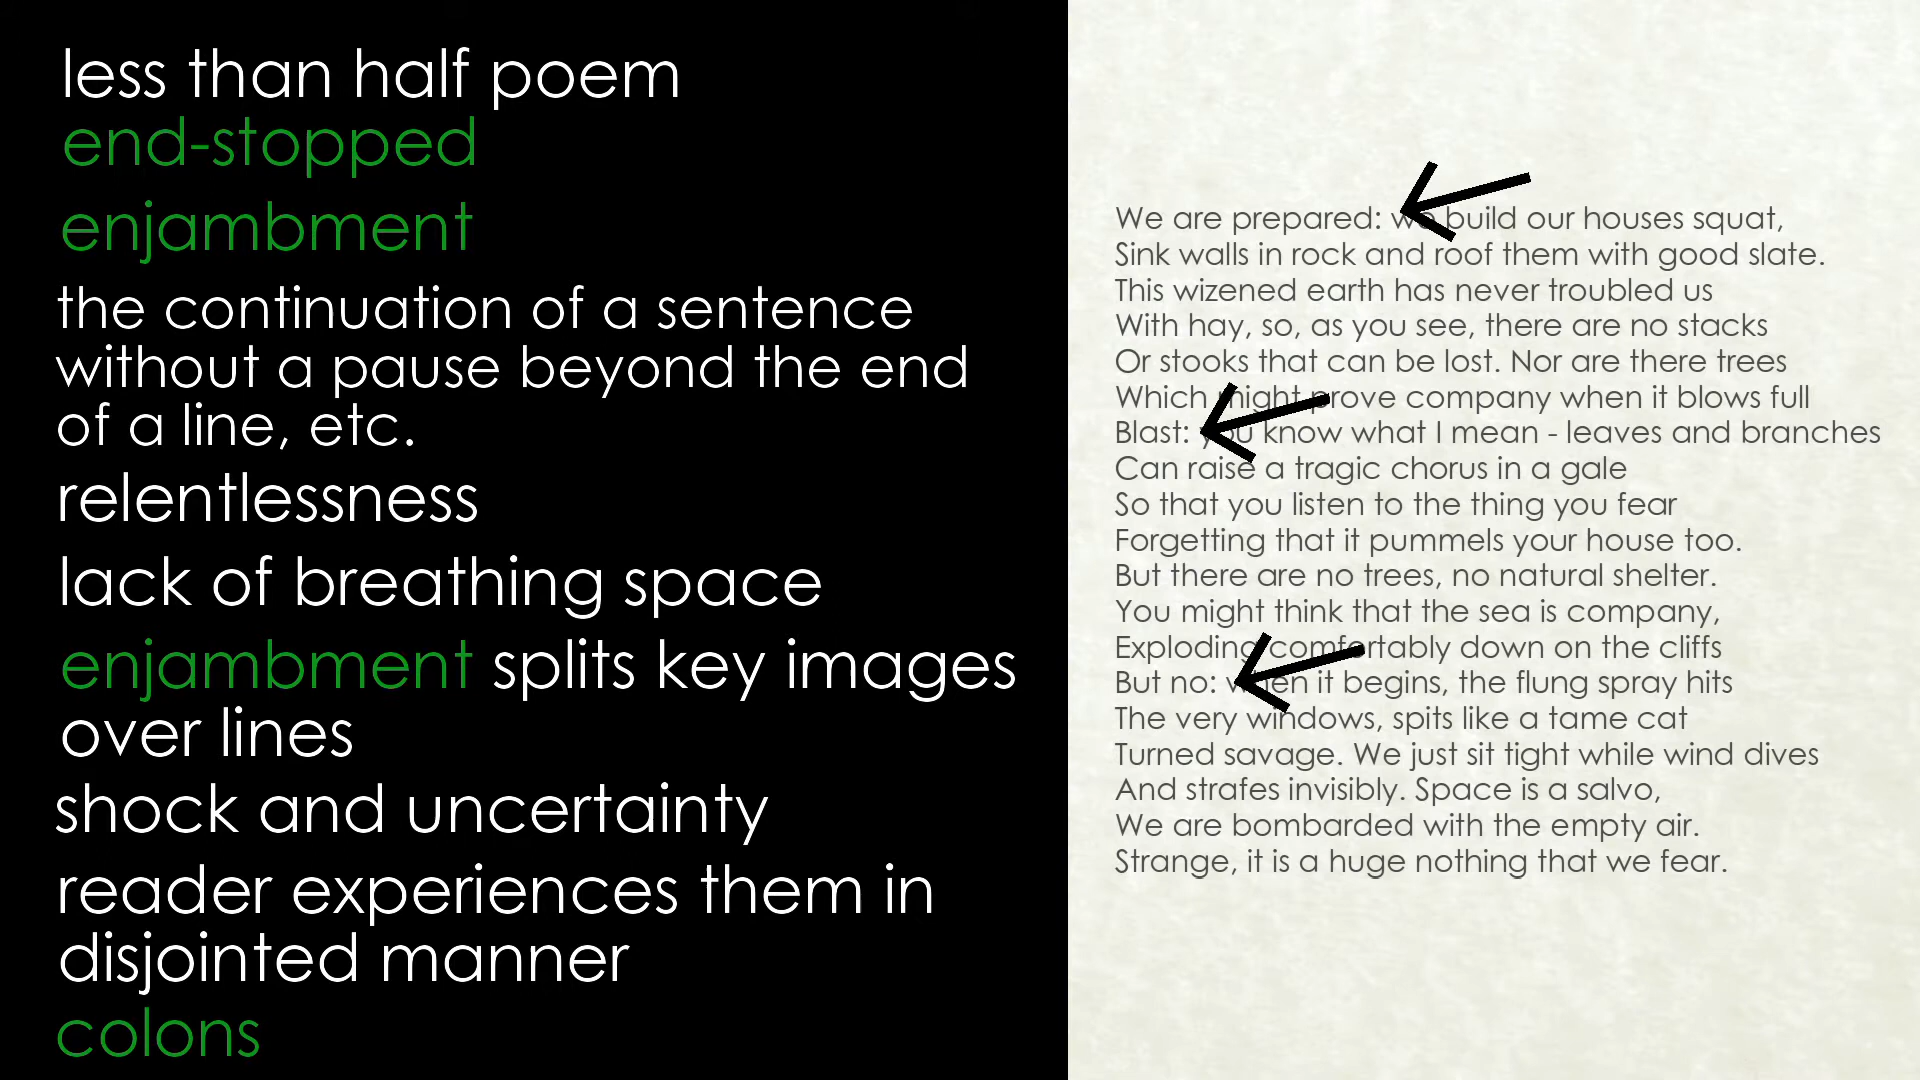 less than half poem
end-stopped
enjambment
the continuation of a sentence
without a pause beyond the end
of a line, etc.
relentlessness
lack of breathing space
enjambment splits key images
over lines
shock and uncertainty
reader experiences them in
disjointed manner
colons
We are prepared: we build our houses squat,
Sink walls in rock and roof them with good slate.
This wizened earth has never troubled us
With hay, so, as you see, there are no stacks
Or stooks that can be lost. Nor are there trees
Which might prove company when it blows full
Blast: you know what I mean - leaves and branches
Can raise a tragic chorus in a gale
So that you listen to the thing you fear
Forgetting that it pummels your house too.
But there are no trees, no natural shelter.
You might think that the sea is company,
Exploding comfortably down on the cliffs
But no: when it begins, the flung spray hits
The very windows, spits like a tame cat
Turned savage. We just sit tight while wind dives
And strafes invisibly. Space is a salvo,
We are bombarded with the empty air.
Strange, it is a huge nothing that we fear.